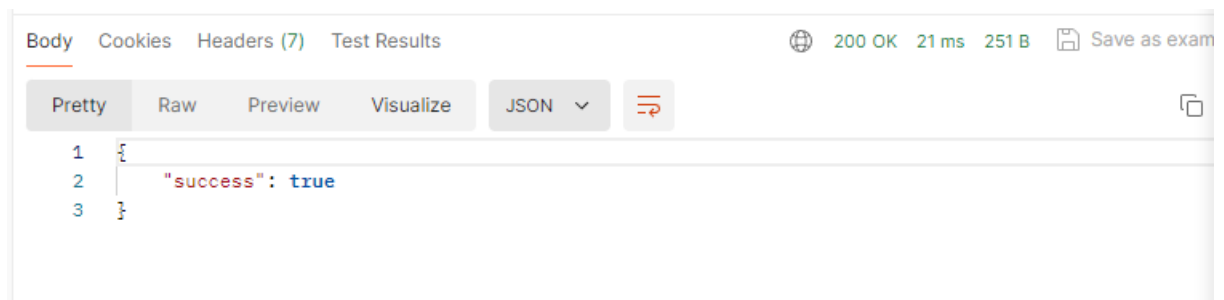 Body Cookies Headers (7) Test Results 200 OK 21 ms 251 B Save as exam
Pretty Raw Preview Visualize JSON
1 {
2 "success": true
3 }